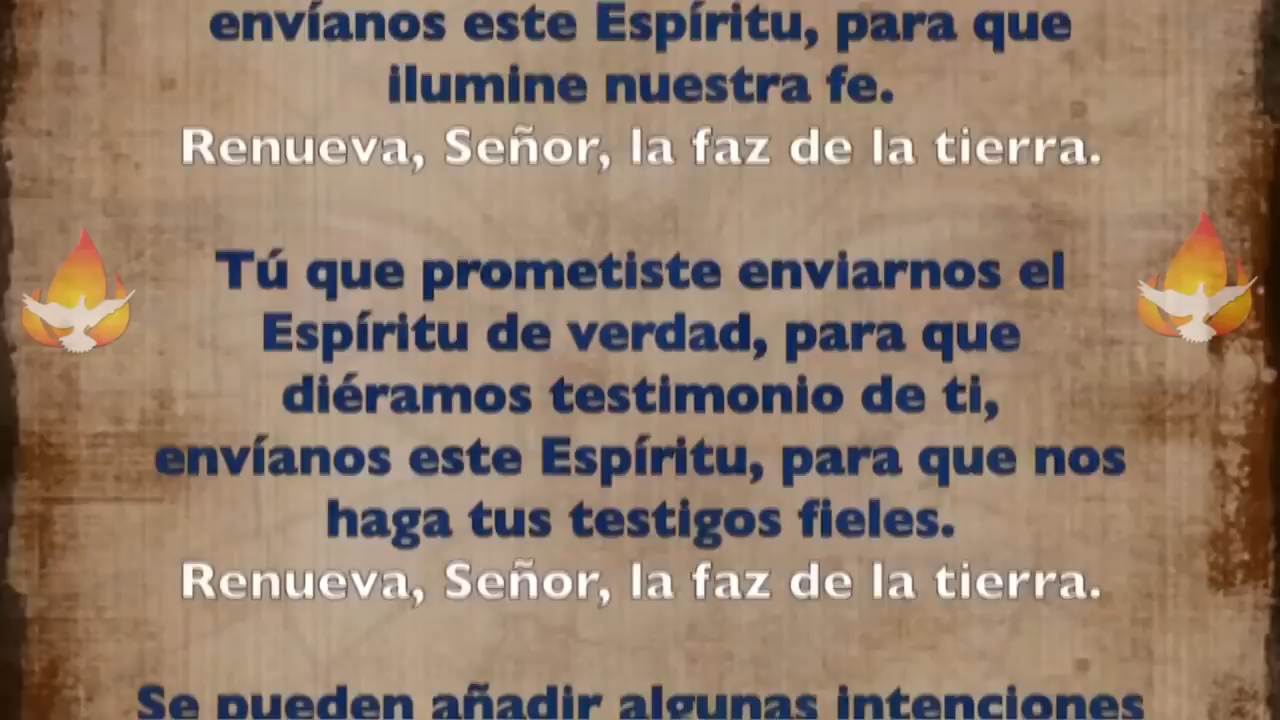 envíanos este Espíritu, para que
ilumine nuestra fe.
Renueva, Señor, la faz de la tierra.
Tú que prometiste enviarnos el
Espíritu de verdad, para que
diéramos testimonio de ti,
envíanos este Espíritu, para que nos
haga tus testigos fieles.
Renueva, Señor, la faz de la tierra.
Se pueden añadir algunas intenciones